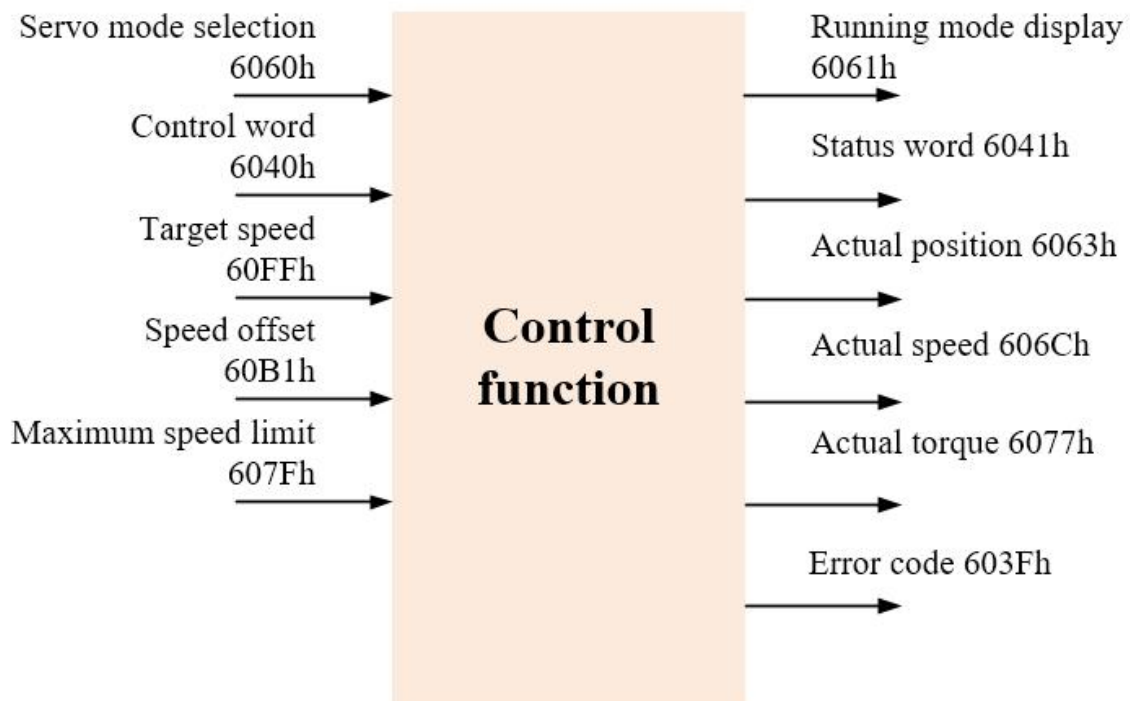 Servo mode selection
6060h
Control word
6040h
Target speed
60FFh
Speed offset
60B1h
Maximum speed limit
607Fh
Control
function
Running mode display
6061h
Status word 6041h
Actual position 6063h
Actual speed 606Ch
Actual torque 6077h
Error code 603Fh